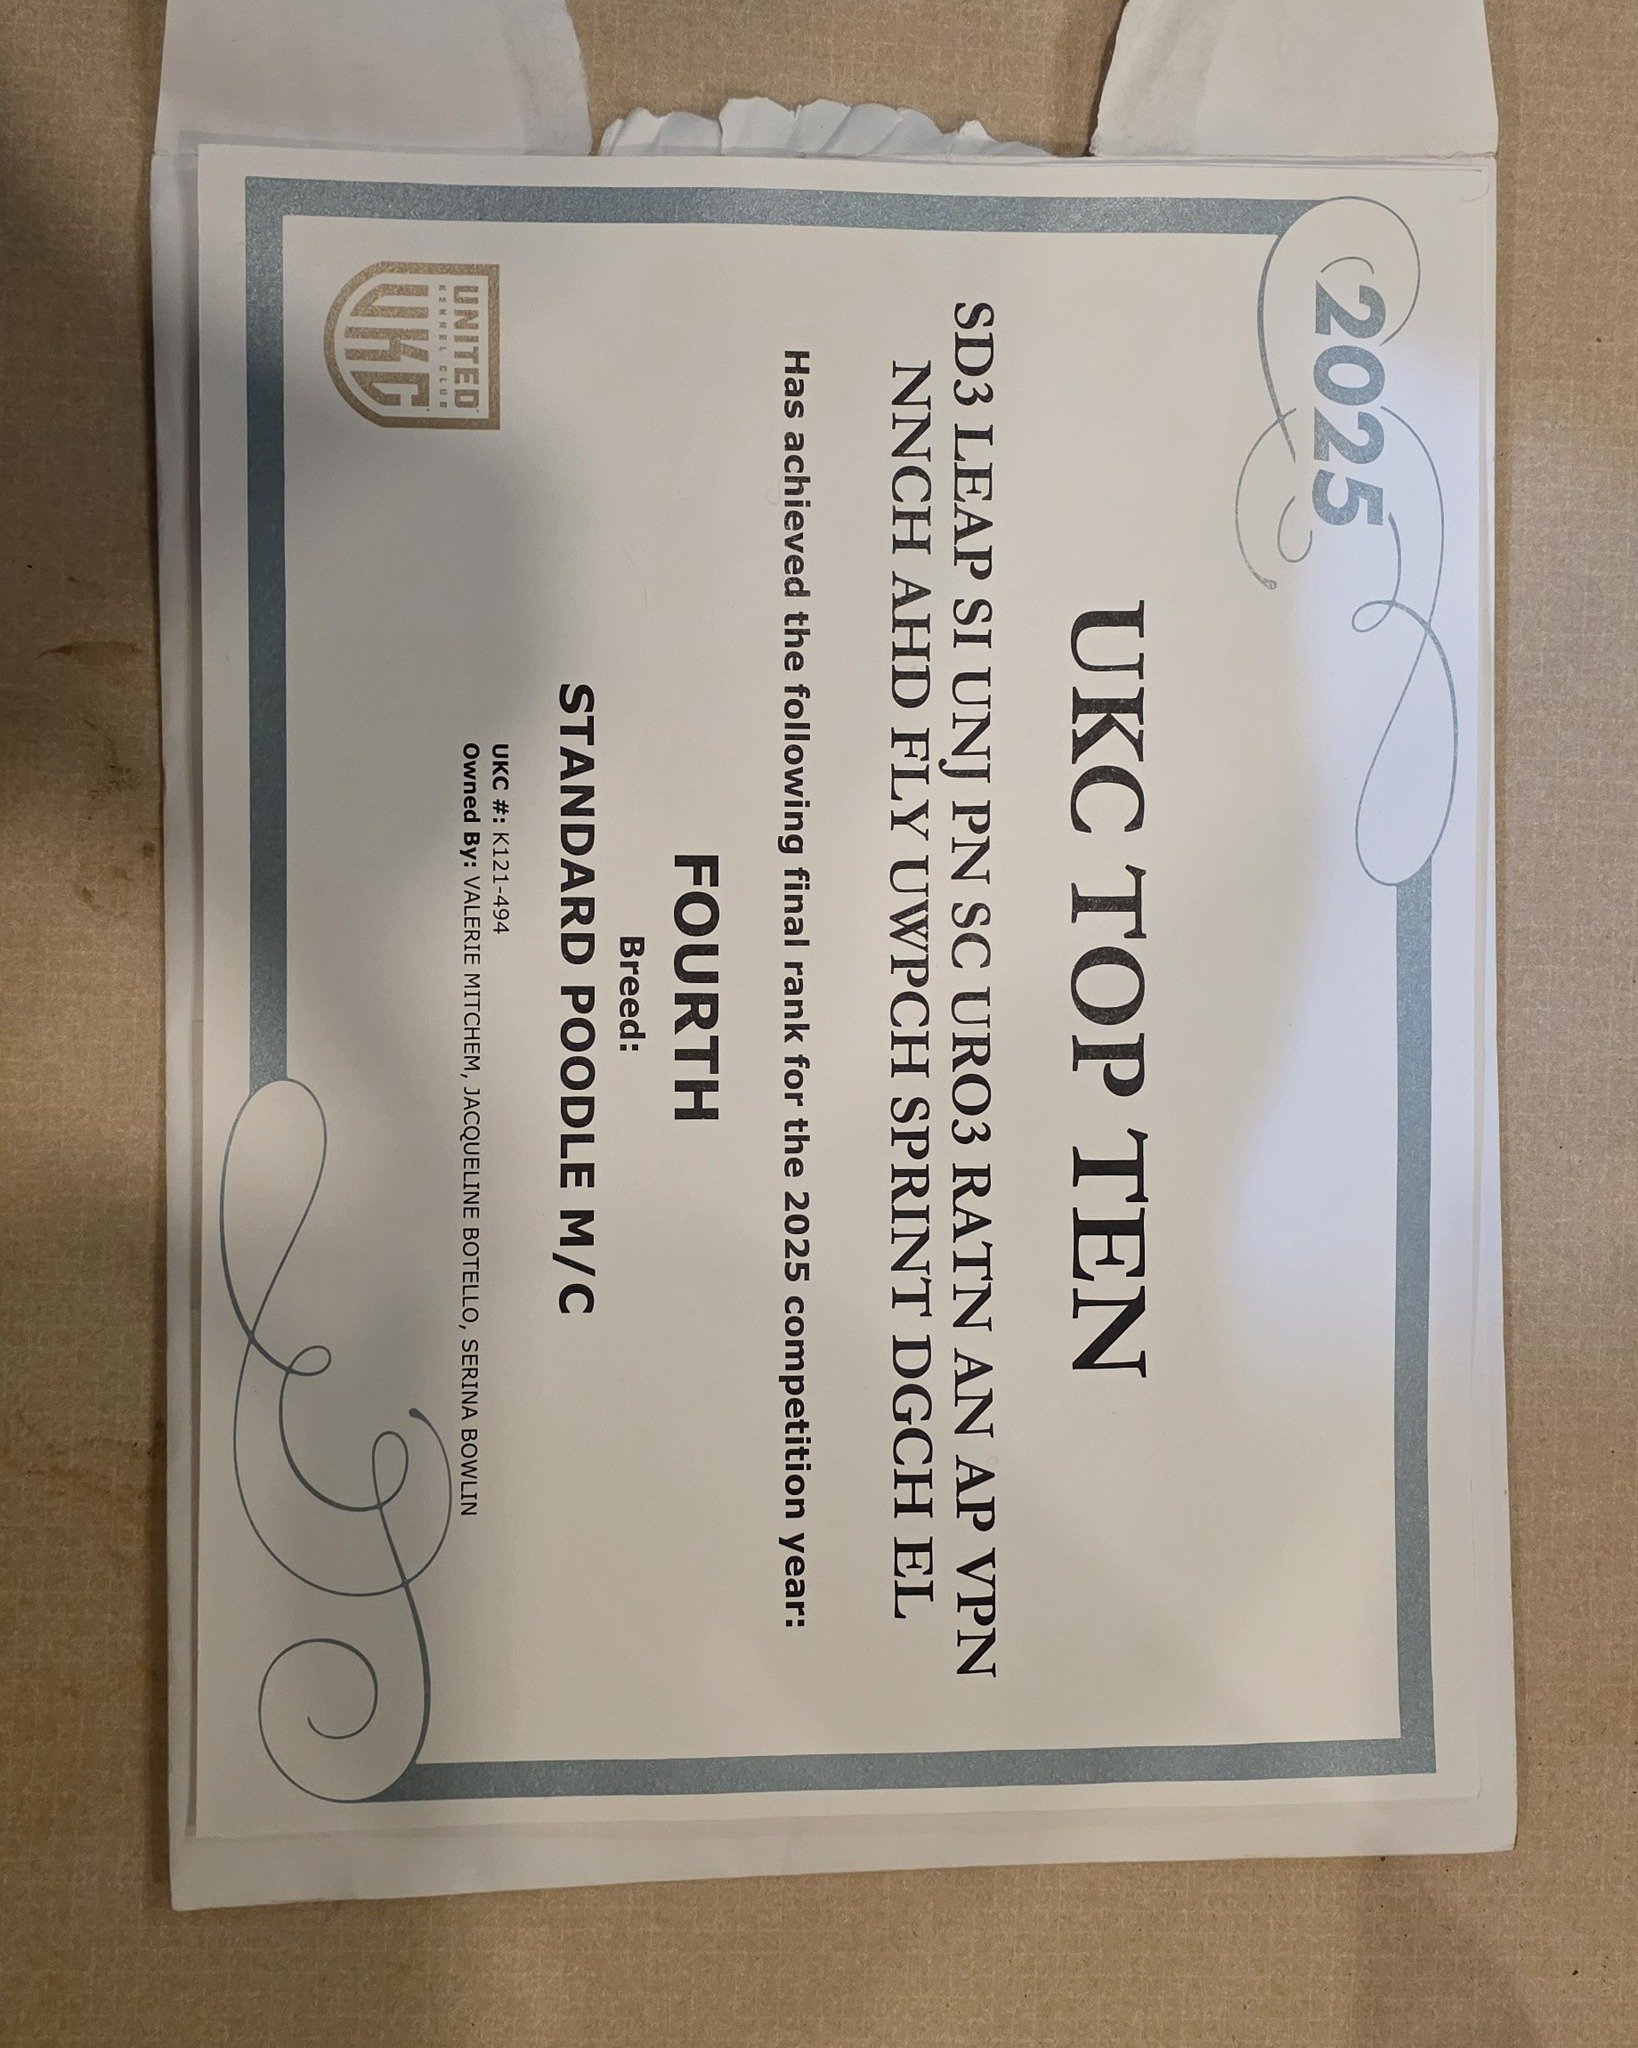 2025
UKC TOP TEN
SD3 LEAP SI UNJ PN SC URO3 RATN AN AP VPN
NNCH AHD FLY UWPCH SPRINT DGCH EL
Has achieved the following final rank for the 2025 competition year:
FOURTH
Breed:
STANDARD POODLE M/C
UKC #: K121-494
Owned By: VALERIE MITCHEM, JACQUELINE BOTELLO, SERINA BOWLIN
UNITED
KENNEL CLUB
UKC